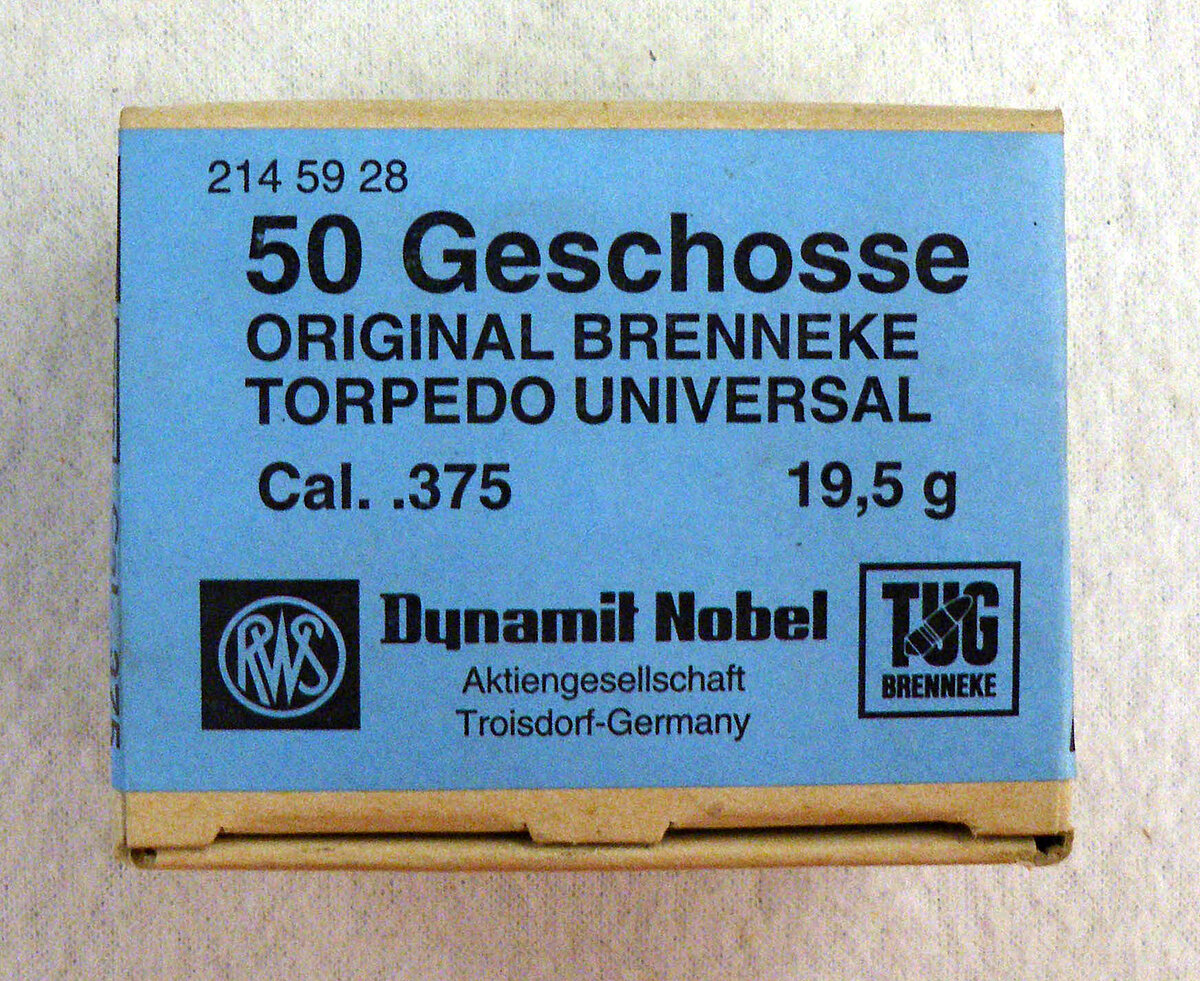 214 59 28
50 Geschosse
ORIGINAL BRENNEKE
TORPEDO UNIVERSAL
Cal. .375 19,5 g
RWS
Dynamit Nobel
Aktiengesellschaft
Troisdorf-Germany
TUG
BRENNEKE